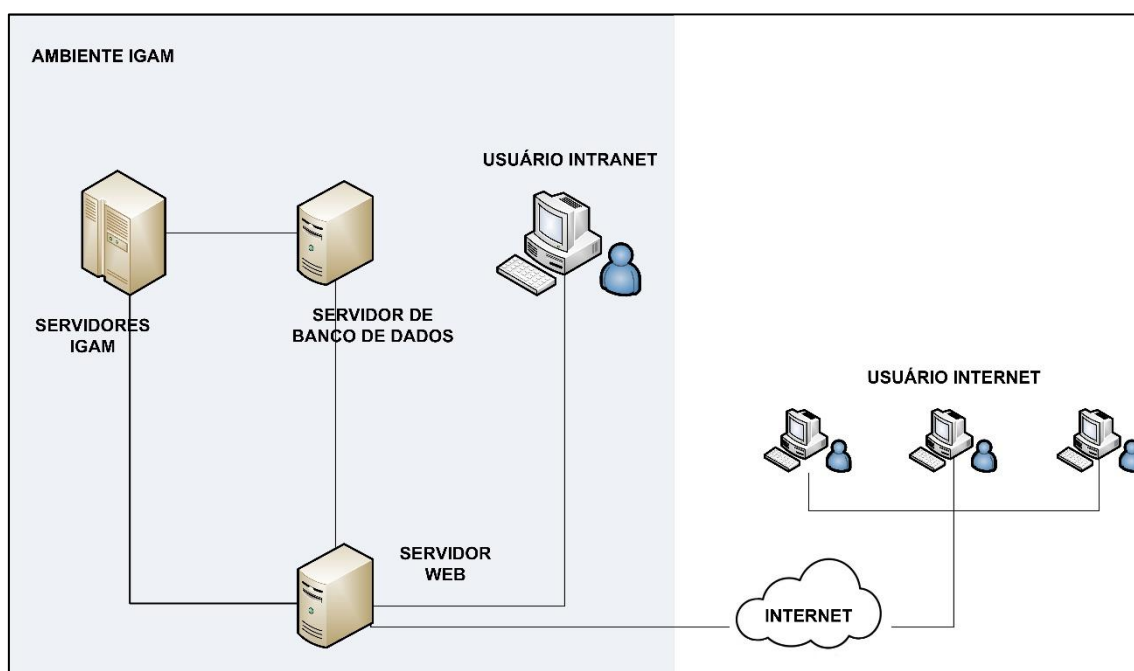 AMBIENTE IGAM
USUÁRIO INTRANET
SERVIDORES
IGAM
SERVIDOR DE
BANCO DE DADOS
USUÁRIO INTERNET
SERVIDOR
WEB
INTERNET